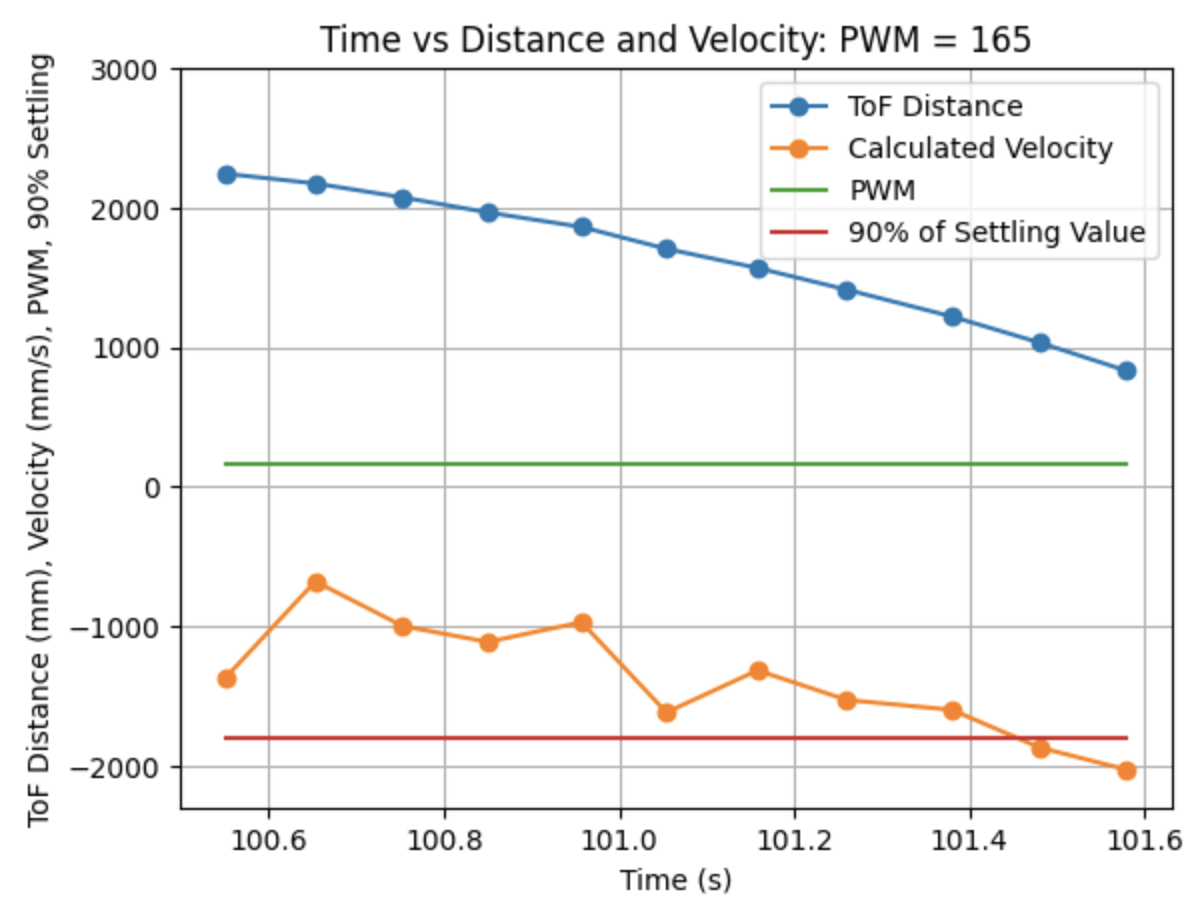 Time vs Distance and Velocity: PWM = 165
ToF Distance (mm), Velocity (mm/s), PWM, 90% Settling
3000
2000
1000
0
−1000
−2000
ToF Distance
Calculated Velocity
PWM
90% of Settling Value
100.6 100.8 101.0 101.2 101.4 101.6
Time (s)